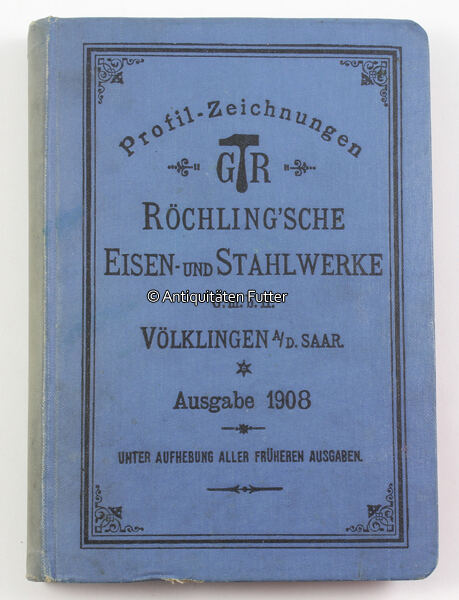 Profil-Zeichnungen
GR
RÖCHLING'SCHE
EISEN- UND STAHLWERKE
© Antiquitäten Futter
VÖLKLINGEN A/D. SAAR.
Ausgabe 1908
UNTER AUFHEBUNG ALLER FRÜHEREN AUSGABEN.